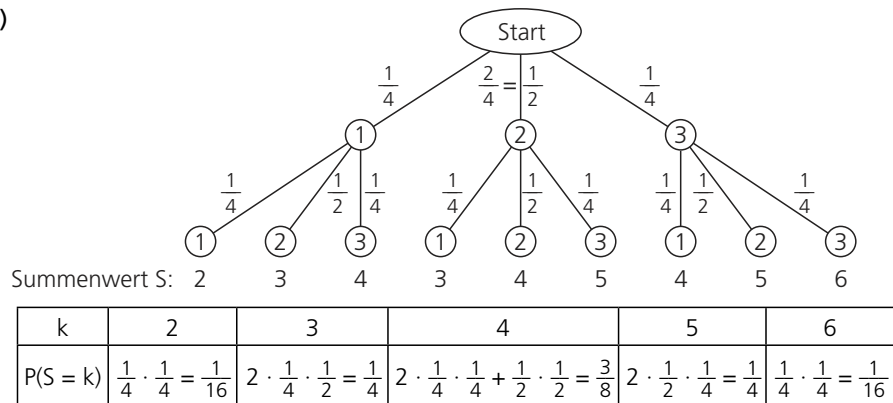 )
Start
1/4 2/4 = 1/2 1/4
1 2 3
1/4 1/2 1/4 1/4 1/2 1/4 1/4 1/2 1/4
1 2 3 1 2 3 1 2 3
Summenwert S: 2 3 4 3 4 5 4 5 6
k 2 3 4 5 6
P(S = k) 1/4 · 1/4 = 1/16 2 · 1/4 · 1/2 = 1/4 2 · 1/4 · 1/4 + 1/2 · 1/2 = 3/8 2 · 1/2 · 1/4 = 1/4 1/4 · 1/4 = 1/16